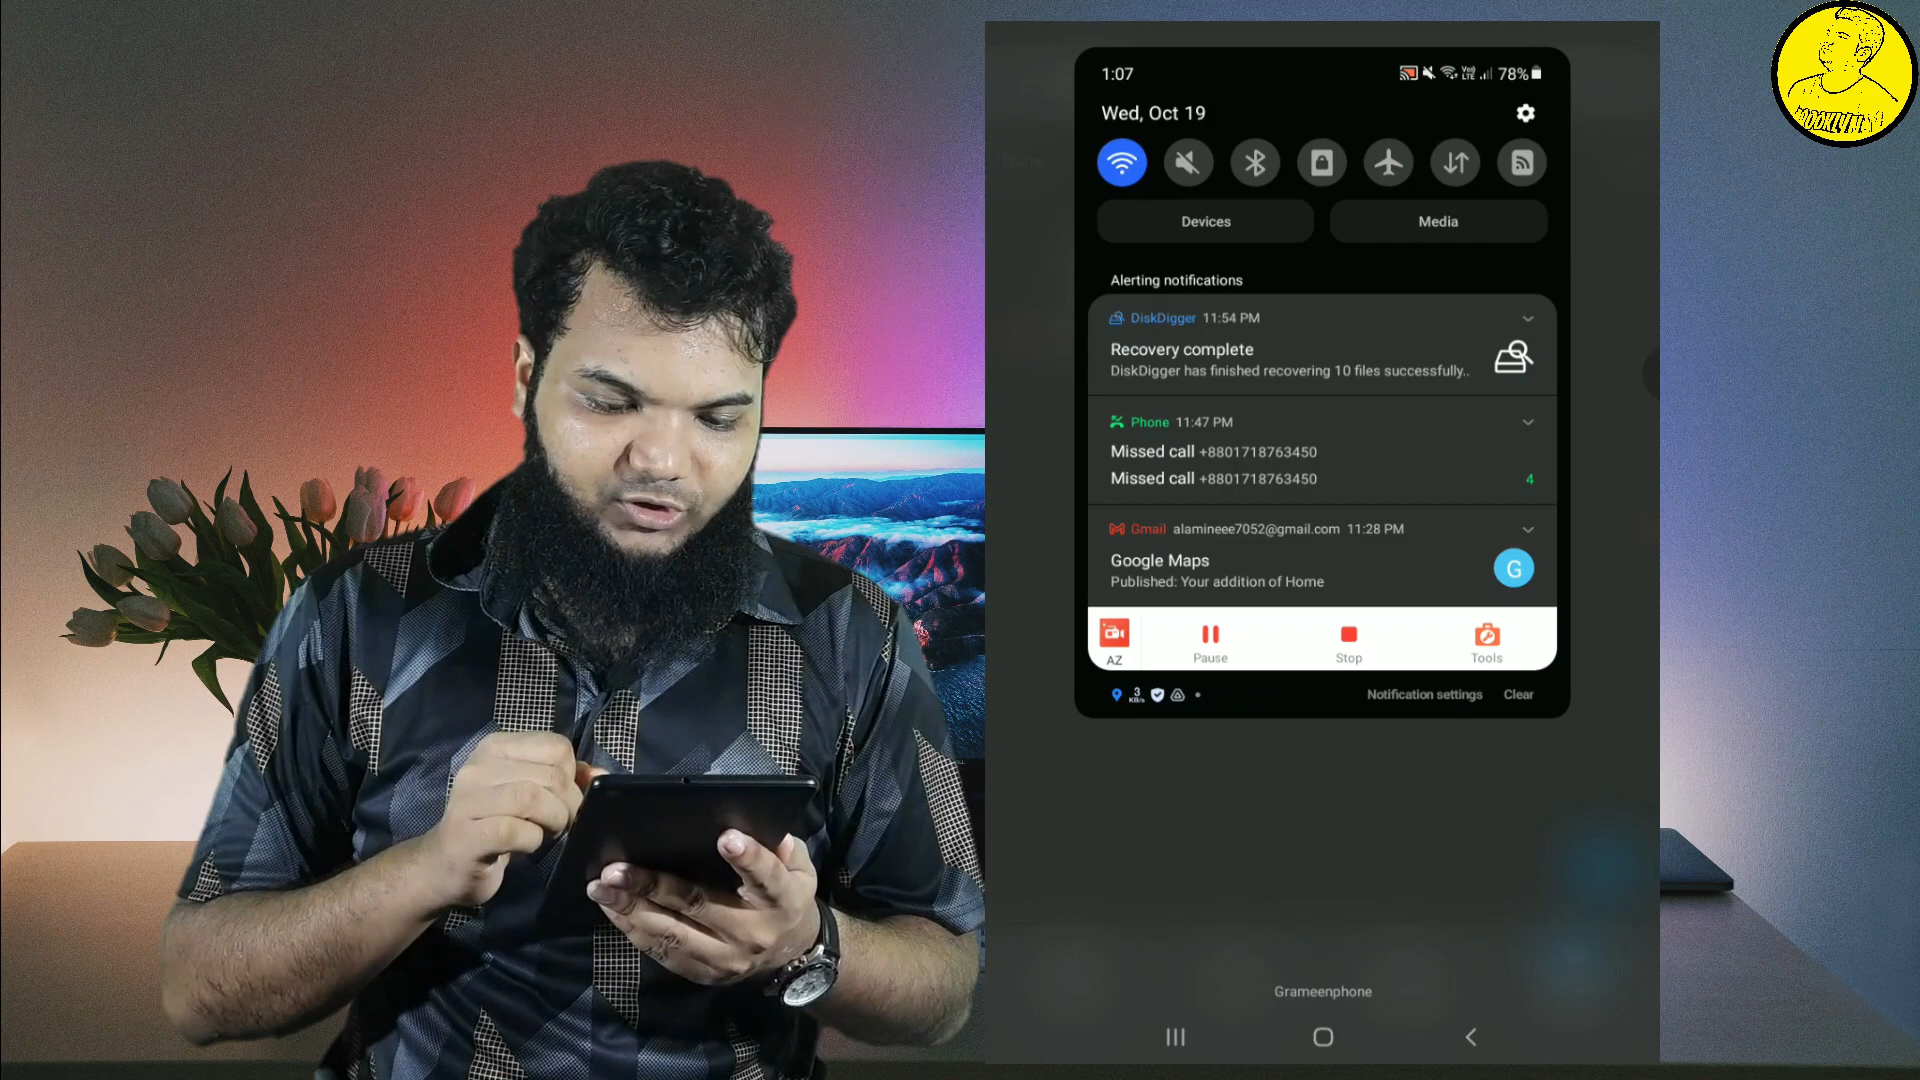 1:07
78%
Wed, Oct 19
Devices
Media
Alerting notifications
DiskDigger 11:54 PM
Recovery complete
DiskDigger has finished recovering 10 files successfully..
Phone 11:47 PM
Missed call +8801718763450
Missed call +8801718763450
4
Gmail alamineee7052@gmail.com 11:28 PM
Google Maps
G
Published: Your addition of Home
AZ
Pause
Stop
Tools
3
KB/s
Notification settings
Clear
Grameenphone